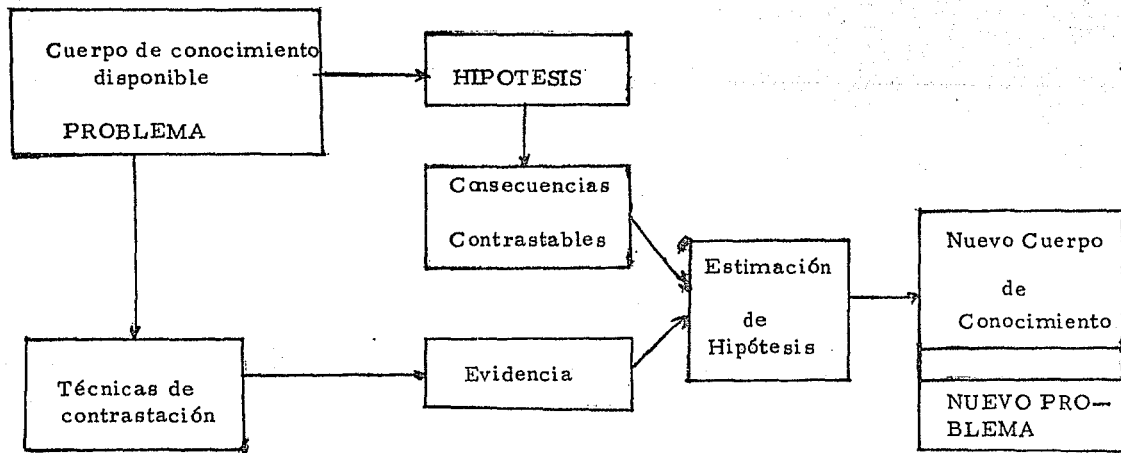 Cuerpo de conocimiento
disponible
PROBLEMA
HIPOTESIS
Consecuencias
Contrastables
Estimación
de
Hipótesis
Nuevo Cuerpo
de
Conocimiento
NUEVO PRO-
BLEMA
Técnicas de
contrastación
Evidencia